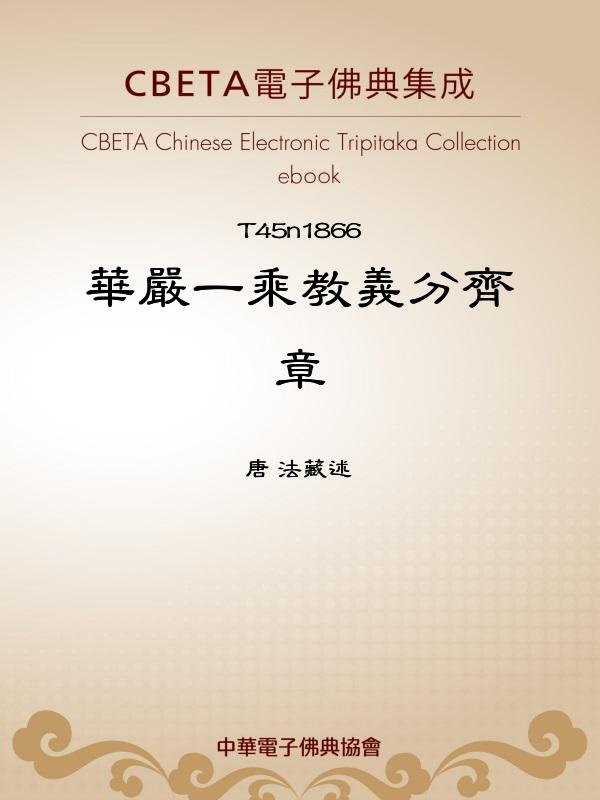 CBETA電子佛典集成
CBETA Chinese Electronic Tripitaka Collection
ebook
T45n1866
華嚴一乘教義分齊
章
唐 法藏述
中華電子佛典協會